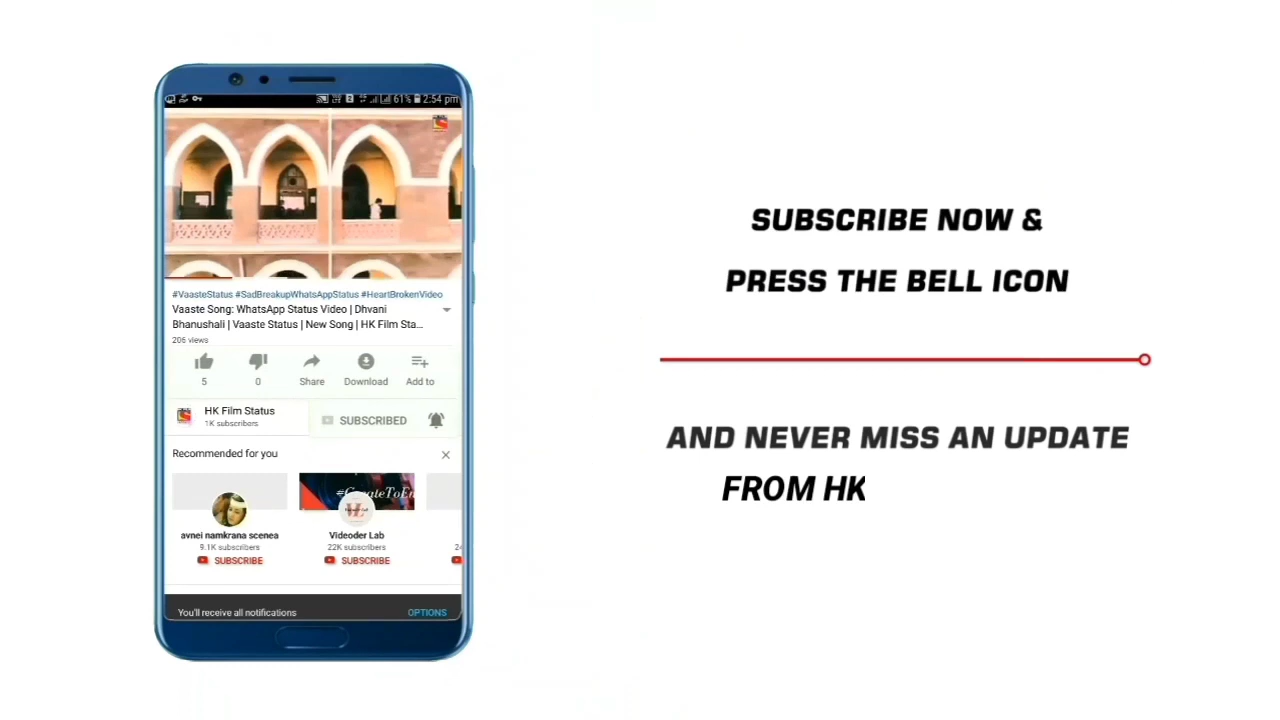 61% 2:54 pm
#VaasteStatus #SadBreakupWhatsAppStatus #HeartBrokenVideo
Vaaste Song: WhatsApp Status Video | Dhvani
Bhanushali | Vaaste Status | New Song | HK Film Sta...
206 views
5 0 Share Download Add to
HK Film Status
1K subscribers
SUBSCRIBED
Recommended for you
#CreateToEn
avnei namkrana scenea
9.1K subscribers
SUBSCRIBE
Videoder Lab
22K subscribers
SUBSCRIBE
You'll receive all notifications OPTIONS
SUBSCRIBE NOW &
PRESS THE BELL ICON
AND NEVER MISS AN UPDATE
FROM HK